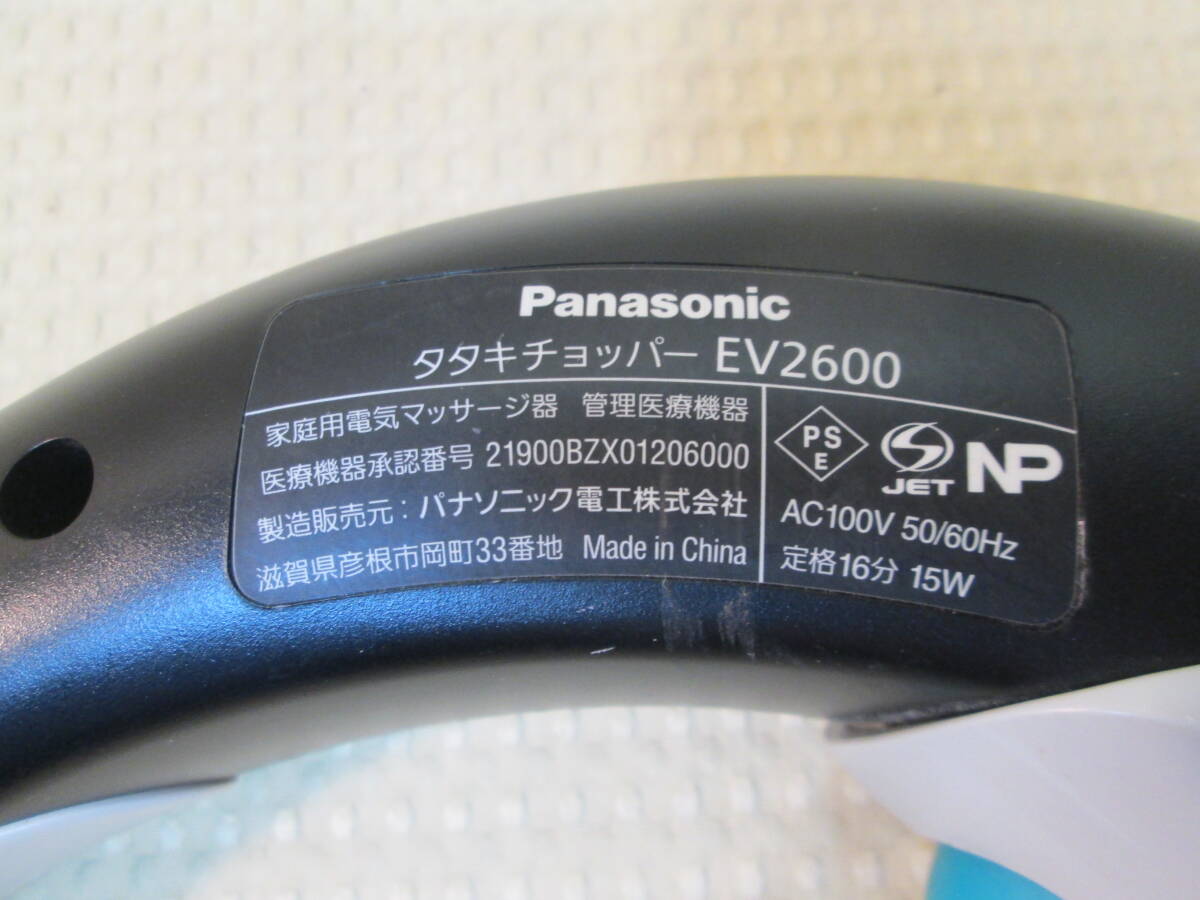 Panasonic
タタキチョッパー EV2600
家庭用電気マッサージ器 管理医療機器
医療機器承認番号 21900BZX01206000
製造販売元：パナソニック電工株式会社
滋賀県彦根市岡町33番地 Made in China
PS
E
JET
NP
AC100V 50/60Hz
定格16分 15W